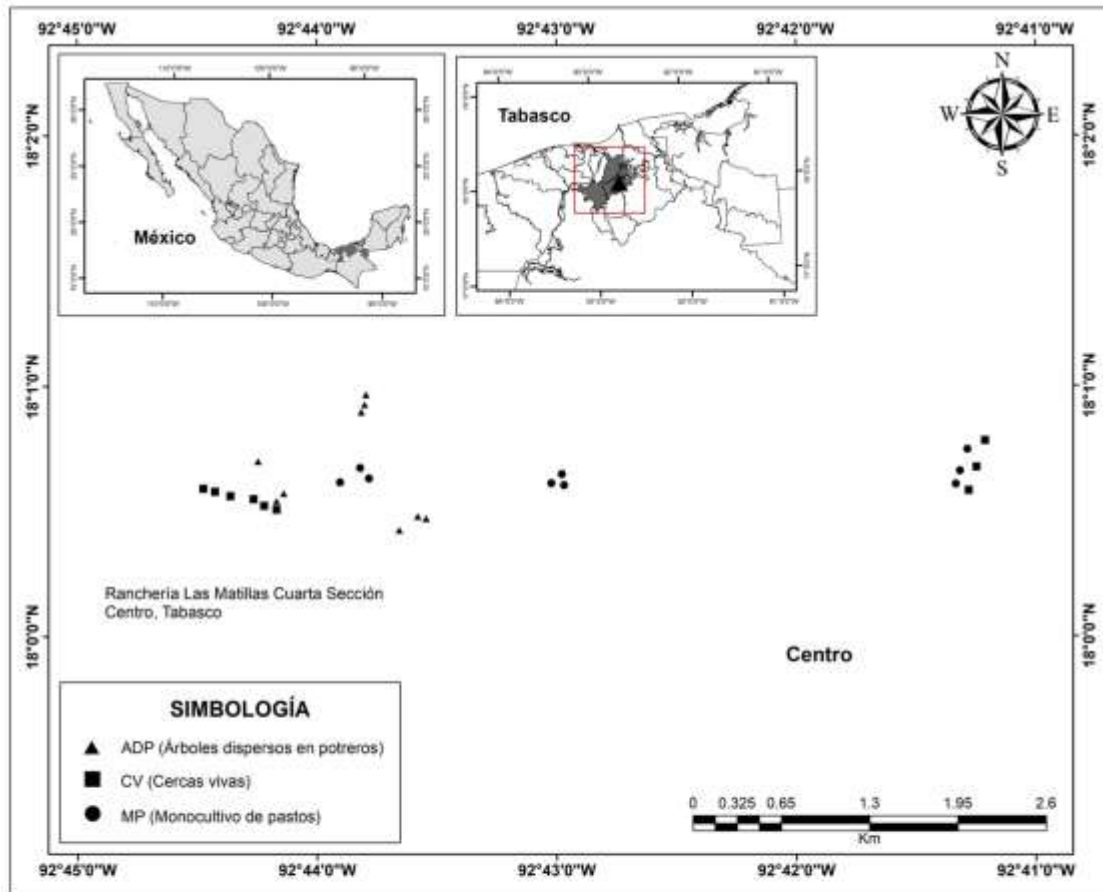 92°45'0"W 92°44'0"W 92°43'0"W 92°42'0"W 92°41'0"W
N
W E
S
México
Tabasco
18°2'0"N 18°2'0"N
18°1'0"N 18°1'0"N
18°0'0"N 18°0'0"N
Ranchería Las Matillas Cuarta Sección
Centro, Tabasco
Centro
SIMBOLOGÍA
ADP (Árboles dispersos en potreros)
CV (Cercas vivas)
MP (Monocultivo de pastos)
0 0.325 0.65 1.3 1.95 2.6
Km
92°45'0"W 92°44'0"W 92°43'0"W 92°42'0"W 92°41'0"W